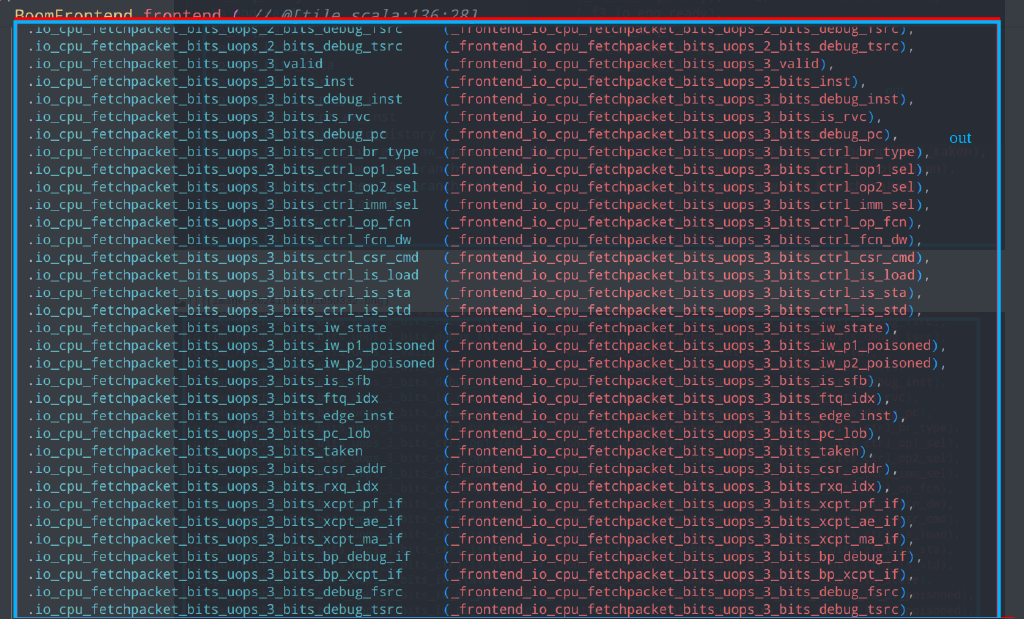 BoomFrontend frontend ( // @[tile.scala:136:28]
.io_cpu_fetchpacket_bits_uops_2_bits_debug_fsrc (_frontend_io_cpu_fetchpacket_bits_uops_2_bits_debug_fsrc),
.io_cpu_fetchpacket_bits_uops_2_bits_debug_tsrc (_frontend_io_cpu_fetchpacket_bits_uops_2_bits_debug_tsrc),
.io_cpu_fetchpacket_bits_uops_3_valid (_frontend_io_cpu_fetchpacket_bits_uops_3_valid),
.io_cpu_fetchpacket_bits_uops_3_bits_inst (_frontend_io_cpu_fetchpacket_bits_uops_3_bits_inst),
.io_cpu_fetchpacket_bits_uops_3_bits_debug_inst (_frontend_io_cpu_fetchpacket_bits_uops_3_bits_debug_inst),
.io_cpu_fetchpacket_bits_uops_3_bits_is_rvc (_frontend_io_cpu_fetchpacket_bits_uops_3_bits_is_rvc),
.io_cpu_fetchpacket_bits_uops_3_bits_debug_pc (_frontend_io_cpu_fetchpacket_bits_uops_3_bits_debug_pc),
out
.io_cpu_fetchpacket_bits_uops_3_bits_ctrl_br_type (_frontend_io_cpu_fetchpacket_bits_uops_3_bits_ctrl_br_type),
.io_cpu_fetchpacket_bits_uops_3_bits_ctrl_op1_sel (_frontend_io_cpu_fetchpacket_bits_uops_3_bits_ctrl_op1_sel),
.io_cpu_fetchpacket_bits_uops_3_bits_ctrl_op2_sel (_frontend_io_cpu_fetchpacket_bits_uops_3_bits_ctrl_op2_sel),
.io_cpu_fetchpacket_bits_uops_3_bits_ctrl_imm_sel (_frontend_io_cpu_fetchpacket_bits_uops_3_bits_ctrl_imm_sel),
.io_cpu_fetchpacket_bits_uops_3_bits_ctrl_op_fcn (_frontend_io_cpu_fetchpacket_bits_uops_3_bits_ctrl_op_fcn),
.io_cpu_fetchpacket_bits_uops_3_bits_ctrl_fcn_dw (_frontend_io_cpu_fetchpacket_bits_uops_3_bits_ctrl_fcn_dw),
.io_cpu_fetchpacket_bits_uops_3_bits_ctrl_csr_cmd (_frontend_io_cpu_fetchpacket_bits_uops_3_bits_ctrl_csr_cmd),
.io_cpu_fetchpacket_bits_uops_3_bits_ctrl_is_load (_frontend_io_cpu_fetchpacket_bits_uops_3_bits_ctrl_is_load),
.io_cpu_fetchpacket_bits_uops_3_bits_ctrl_is_sta (_frontend_io_cpu_fetchpacket_bits_uops_3_bits_ctrl_is_sta),
.io_cpu_fetchpacket_bits_uops_3_bits_ctrl_is_std (_frontend_io_cpu_fetchpacket_bits_uops_3_bits_ctrl_is_std),
.io_cpu_fetchpacket_bits_uops_3_bits_iw_state (_frontend_io_cpu_fetchpacket_bits_uops_3_bits_iw_state),
.io_cpu_fetchpacket_bits_uops_3_bits_iw_p1_poisoned (_frontend_io_cpu_fetchpacket_bits_uops_3_bits_iw_p1_poisoned),
.io_cpu_fetchpacket_bits_uops_3_bits_iw_p2_poisoned (_frontend_io_cpu_fetchpacket_bits_uops_3_bits_iw_p2_poisoned),
.io_cpu_fetchpacket_bits_uops_3_bits_is_sfb (_frontend_io_cpu_fetchpacket_bits_uops_3_bits_is_sfb),
.io_cpu_fetchpacket_bits_uops_3_bits_ftq_idx (_frontend_io_cpu_fetchpacket_bits_uops_3_bits_ftq_idx),
.io_cpu_fetchpacket_bits_uops_3_bits_edge_inst (_frontend_io_cpu_fetchpacket_bits_uops_3_bits_edge_inst),
.io_cpu_fetchpacket_bits_uops_3_bits_pc_lob (_frontend_io_cpu_fetchpacket_bits_uops_3_bits_pc_lob),
.io_cpu_fetchpacket_bits_uops_3_bits_taken (_frontend_io_cpu_fetchpacket_bits_uops_3_bits_taken),
.io_cpu_fetchpacket_bits_uops_3_bits_csr_addr (_frontend_io_cpu_fetchpacket_bits_uops_3_bits_csr_addr),
.io_cpu_fetchpacket_bits_uops_3_bits_rxq_idx (_frontend_io_cpu_fetchpacket_bits_uops_3_bits_rxq_idx),
.io_cpu_fetchpacket_bits_uops_3_bits_xcpt_pf_if (_frontend_io_cpu_fetchpacket_bits_uops_3_bits_xcpt_pf_if),
.io_cpu_fetchpacket_bits_uops_3_bits_xcpt_ae_if (_frontend_io_cpu_fetchpacket_bits_uops_3_bits_xcpt_ae_if),
.io_cpu_fetchpacket_bits_uops_3_bits_xcpt_ma_if (_frontend_io_cpu_fetchpacket_bits_uops_3_bits_xcpt_ma_if),
.io_cpu_fetchpacket_bits_uops_3_bits_bp_debug_if (_frontend_io_cpu_fetchpacket_bits_uops_3_bits_bp_debug_if),
.io_cpu_fetchpacket_bits_uops_3_bits_bp_xcpt_if (_frontend_io_cpu_fetchpacket_bits_uops_3_bits_bp_xcpt_if),
.io_cpu_fetchpacket_bits_uops_3_bits_debug_fsrc (_frontend_io_cpu_fetchpacket_bits_uops_3_bits_debug_fsrc),
.io_cpu_fetchpacket_bits_uops_3_bits_debug_tsrc (_frontend_io_cpu_fetchpacket_bits_uops_3_bits_debug_tsrc),